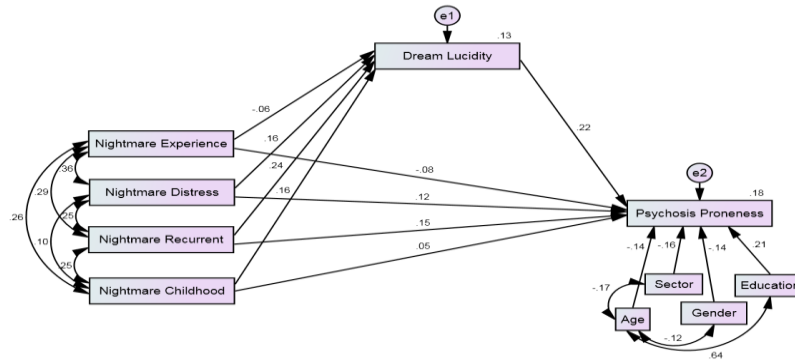 e1
.13
Dream Lucidity
-.06
.16
.22
.24
Nightmare Experience
.16
-.08
.36
e2
.29
.12
.18
Nightmare Distress
.26
Psychosis Proneness
.25
.15
.10
Nightmare Recurrent
-.14
-.16
-.14
.21
.05
.25
Sector
Education
Nightmare Childhood
-.17
Gender
Age
-.12
.64